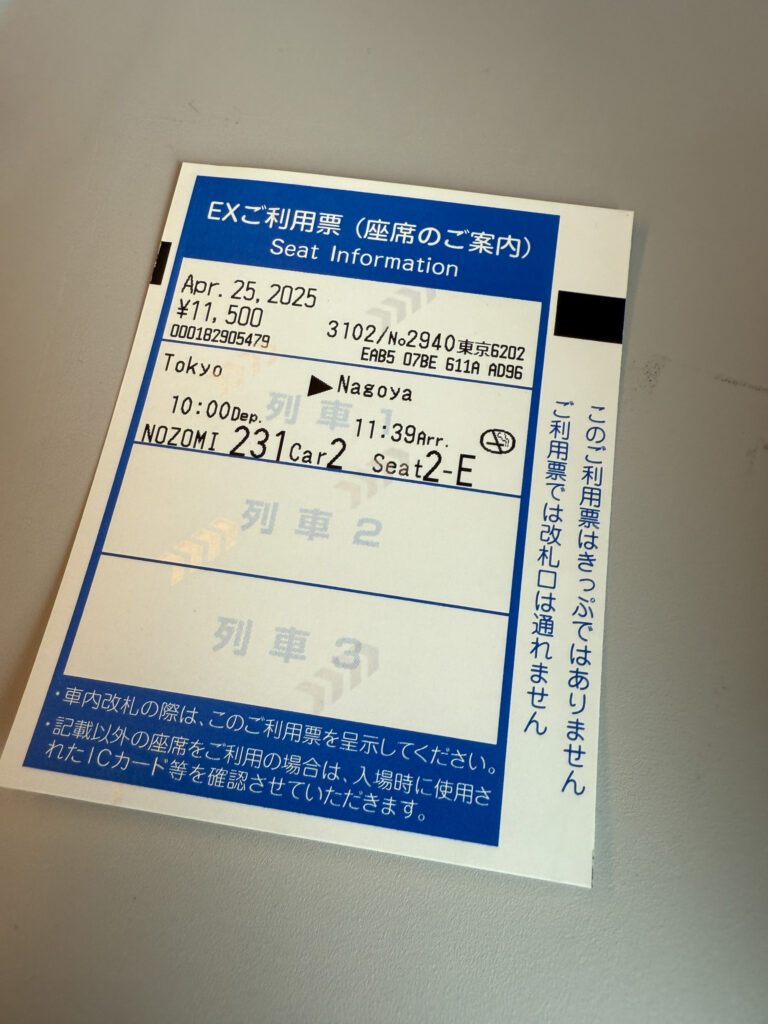 EXご利用票（座席のご案内）
Seat Information
Apr. 25, 2025
¥11,500
3102/No2940東京6202
000182905479
EAB5 07BE 611A AD96
Tokyo
▶Nagoya
列車1
10:00Dep.
11:39Arr.
NOZOMI 231Car2 Seat2-E
列車2
列車3
・車内改札の際は、このご利用票を呈示してください。
・記載以外の座席をご利用の場合は、入場時に使用さ
れたICカード等を確認させていただきます。
このご利用票はきっぷではありません
ご利用票では改札口は通れません